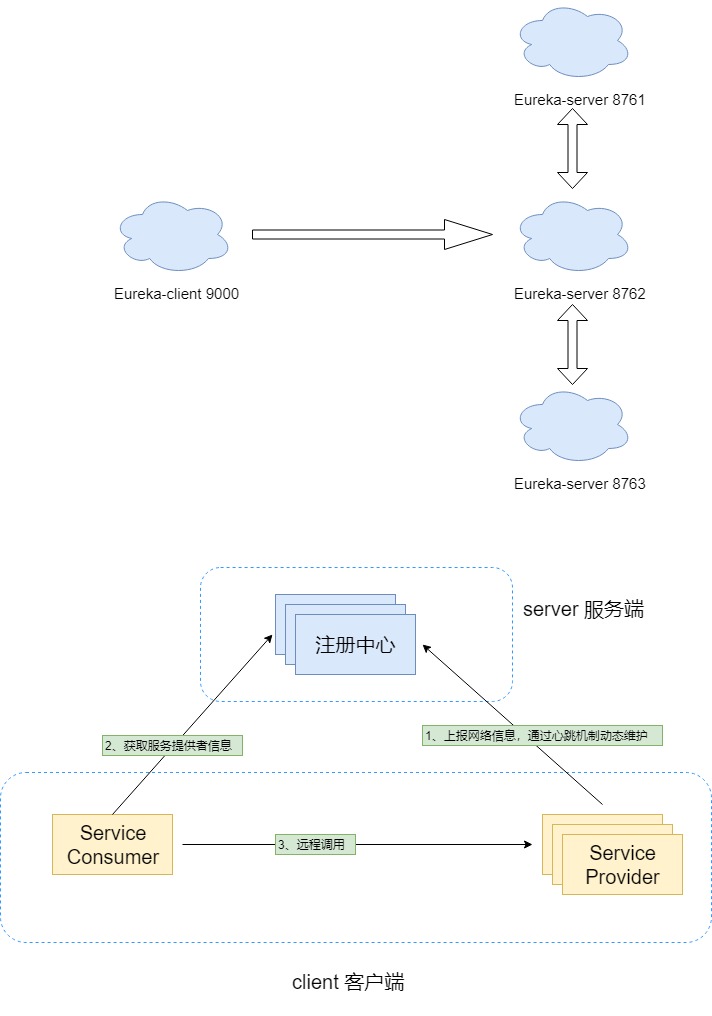 Eureka-server 8761
Eureka-client 9000
Eureka-server 8762
Eureka-server 8763
server 服务端
注册中心
2、获取服务提供者信息
1、上报网络信息，通过心跳机制动态维护
Service
Consumer
3、远程调用
Service
Provider
client 客户端